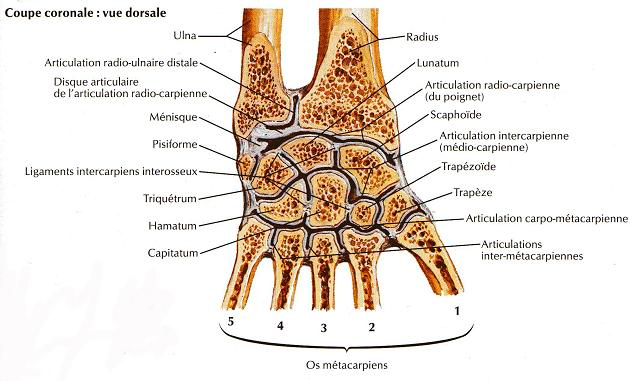 Coupe coronale : vue dorsale
Ulna
Articulation radio-ulnaire distale
Disque articulaire
de l'articulation radio-carpienne
Ménisque
Pisiforme
Ligaments intercarpiens interosseux
Triquétrum
Hamatum
Capitatum
Radius
Lunatum
Articulation radio-carpienne
(du poignet)
Scaphoïde
Articulation intercarpienne
(médio-carpienne)
Trapézoïde
Trapèze
Articulation carpo-métacarpienne
Articulations
inter-métacarpiennes
5 4 3 2 1
Os métacarpiens